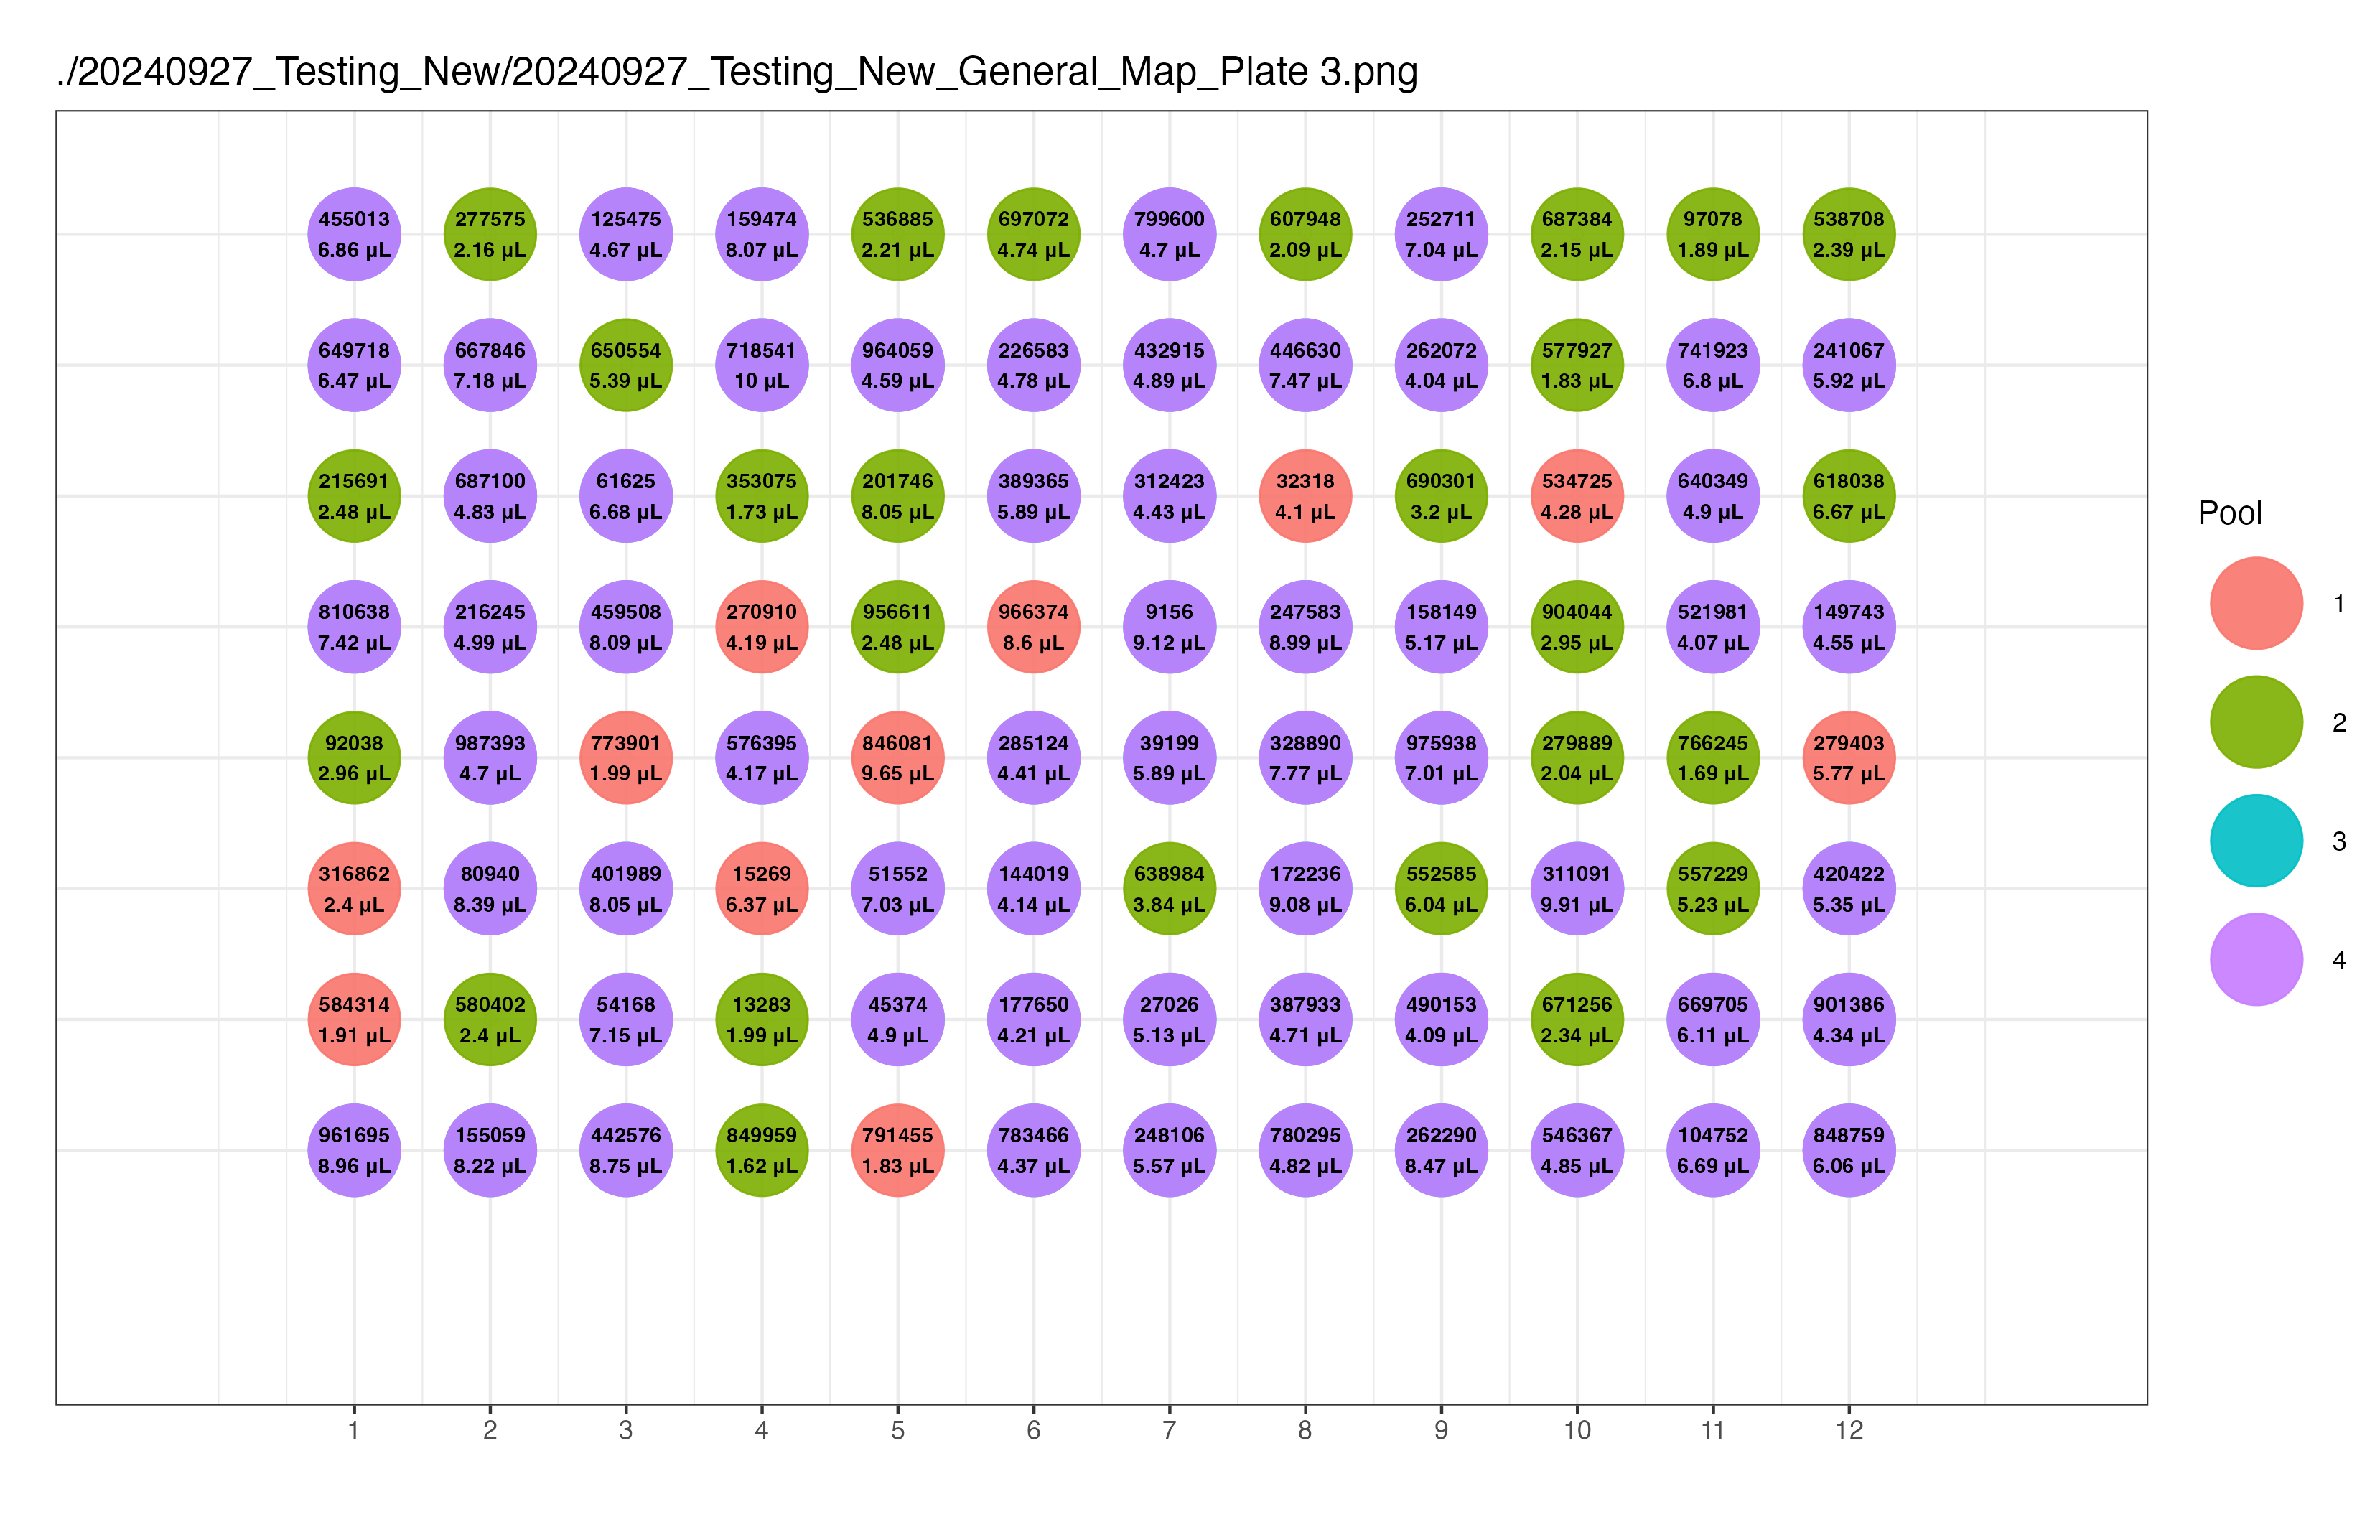 ./20240927_Testing_New/20240927_Testing_New_General_Map_Plate 3.png
455013 277575 125475 159474 536885 697072 799600 607948 252711 687384 97078 538708
6.86 µL 2.16 µL 4.67 µL 8.07 µL 2.21 µL 4.74 µL 4.7 µL 2.09 µL 7.04 µL 2.15 µL 1.89 µL 2.39 µL
649718 667846 650554 718541 964059 226583 432915 446630 262072 577927 741923 241067
6.47 µL 7.18 µL 5.39 µL 10 µL 4.59 µL 4.78 µL 4.89 µL 7.47 µL 4.04 µL 1.83 µL 6.8 µL 5.92 µL
215691 687100 61625 353075 201746 389365 312423 32318 690301 534725 640349 618038
2.48 µL 4.83 µL 6.68 µL 1.73 µL 8.05 µL 5.89 µL 4.43 µL 4.1 µL 3.2 µL 4.28 µL 4.9 µL 6.67 µL
810638 216245 459508 270910 956611 966374 9156 247583 158149 904044 521981 149743
7.42 µL 4.99 µL 8.09 µL 4.19 µL 2.48 µL 8.6 µL 9.12 µL 8.99 µL 5.17 µL 2.95 µL 4.07 µL 4.55 µL
92038 987393 773901 576395 846081 285124 39199 328890 975938 279889 766245 279403
2.96 µL 4.7 µL 1.99 µL 4.17 µL 9.65 µL 4.41 µL 5.89 µL 7.77 µL 7.01 µL 2.04 µL 1.69 µL 5.77 µL
316862 80940 401989 15269 51552 144019 638984 172236 552585 311091 557229 420422
2.4 µL 8.39 µL 8.05 µL 6.37 µL 7.03 µL 4.14 µL 3.84 µL 9.08 µL 6.04 µL 9.91 µL 5.23 µL 5.35 µL
584314 580402 54168 13283 45374 177650 27026 387933 490153 671256 669705 901386
1.91 µL 2.4 µL 7.15 µL 1.99 µL 4.9 µL 4.21 µL 5.13 µL 4.71 µL 4.09 µL 2.34 µL 6.11 µL 4.34 µL
961695 155059 442576 849959 791455 783466 248106 780295 262290 546367 104752 848759
8.96 µL 8.22 µL 8.75 µL 1.62 µL 1.83 µL 4.37 µL 5.57 µL 4.82 µL 8.47 µL 4.85 µL 6.69 µL 6.06 µL
1 2 3 4 5 6 7 8 9 10 11 12
Pool
1
2
3
4